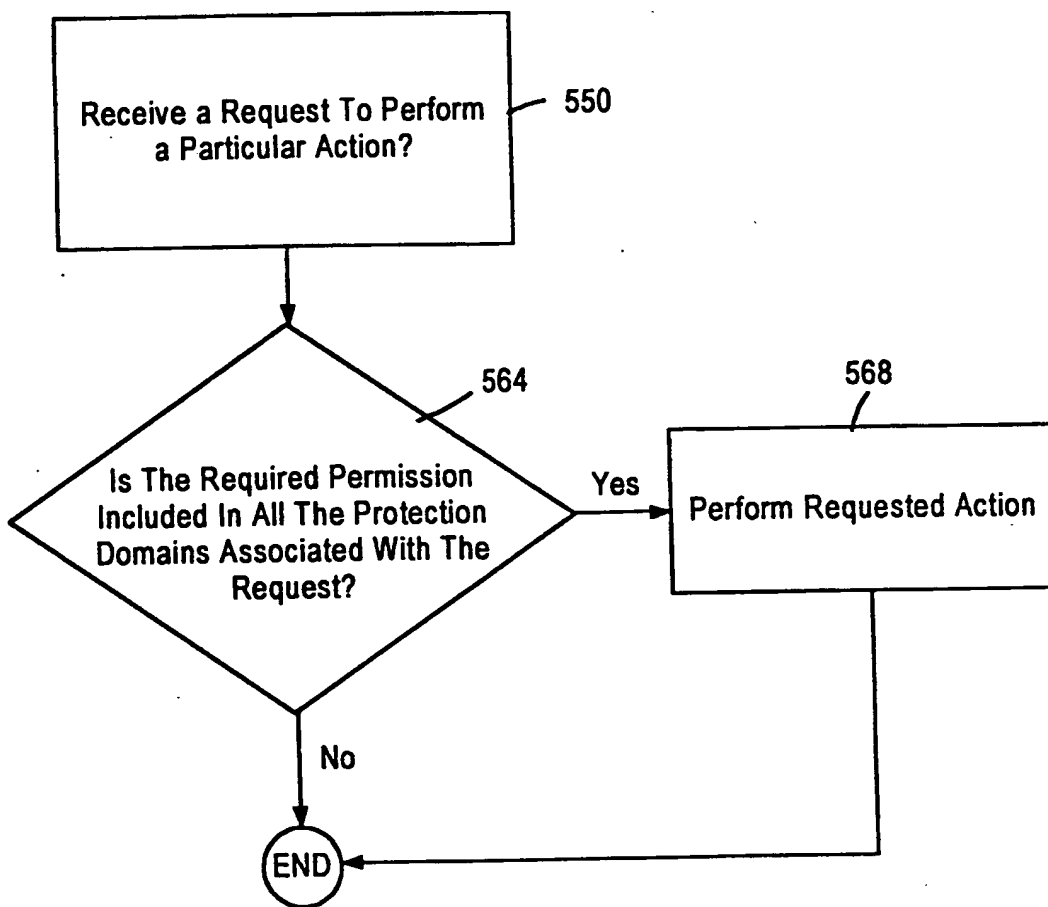 Receive a Request To Perform
a Particular Action?
550
564
Is The Required Permission
Included In All The Protection
Domains Associated With The
Request?
Yes
568
Perform Requested Action
No
END